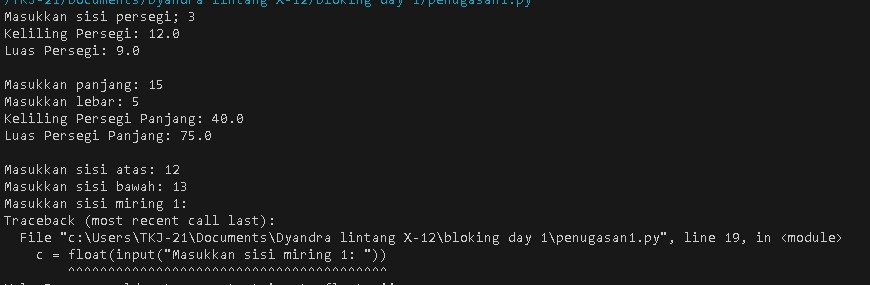 /TKJ-21/Documents/Dyandra lintang X-12/bloking day 1/penugasan1.py
Masukkan sisi persegi; 3
Keliling Persegi: 12.0
Luas Persegi: 9.0
Masukkan panjang: 15
Masukkan lebar: 5
Keliling Persegi Panjang: 40.0
Luas Persegi Panjang: 75.0
Masukkan sisi atas: 12
Masukkan sisi bawah: 13
Masukkan sisi miring 1:
Traceback (most recent call last):
  File "c:\Users\TKJ-21\Documents\Dyandra lintang X-12\bloking day 1\penugasan1.py", line 19, in <module>
    c = float(input("Masukkan sisi miring 1: "))
        ^^^^^^^^^^^^^^^^^^^^^^^^^^^^^^^^^^^^^^^^